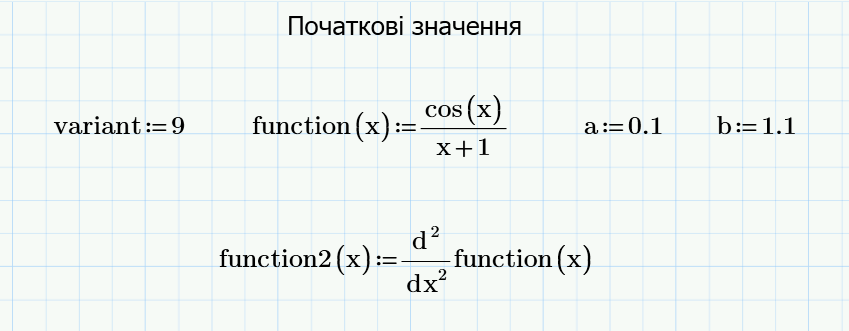 Початкові значення
variant:=9 function(x):=cos(x)/(x+1) a:=0.1 b:=1.1
function2(x):=d²/dx² function(x)